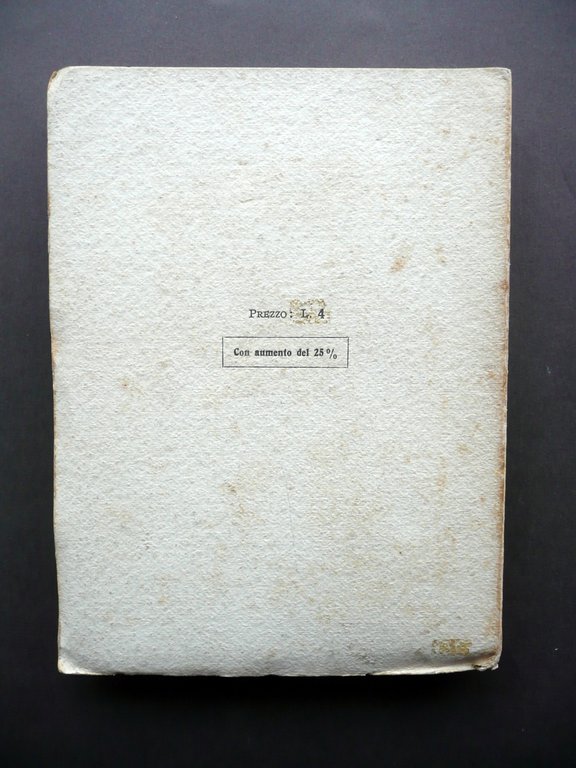 PREZZO: L. 4
Con aumento del 25%